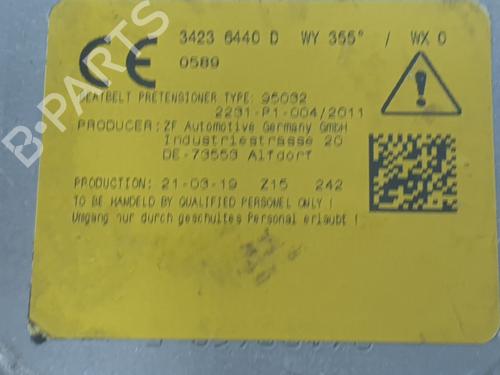 3423 6440 D WY 355° / WX 0
CE 0589
SEATBELT PRETENSIONER TYPE: 95032
2231-P1-004/2011
PRODUCER: ZF Automotive Germany GmbH
Industriestrasse 20
DE-73553 Alfdorf
PRODUCTION: 21-03-19 Z15 242
TO BE HANDLED BY QUALIFIED PERSONEL ONLY !
Umgang nur durch geschultes Personal erlaubt !
B-PARTS